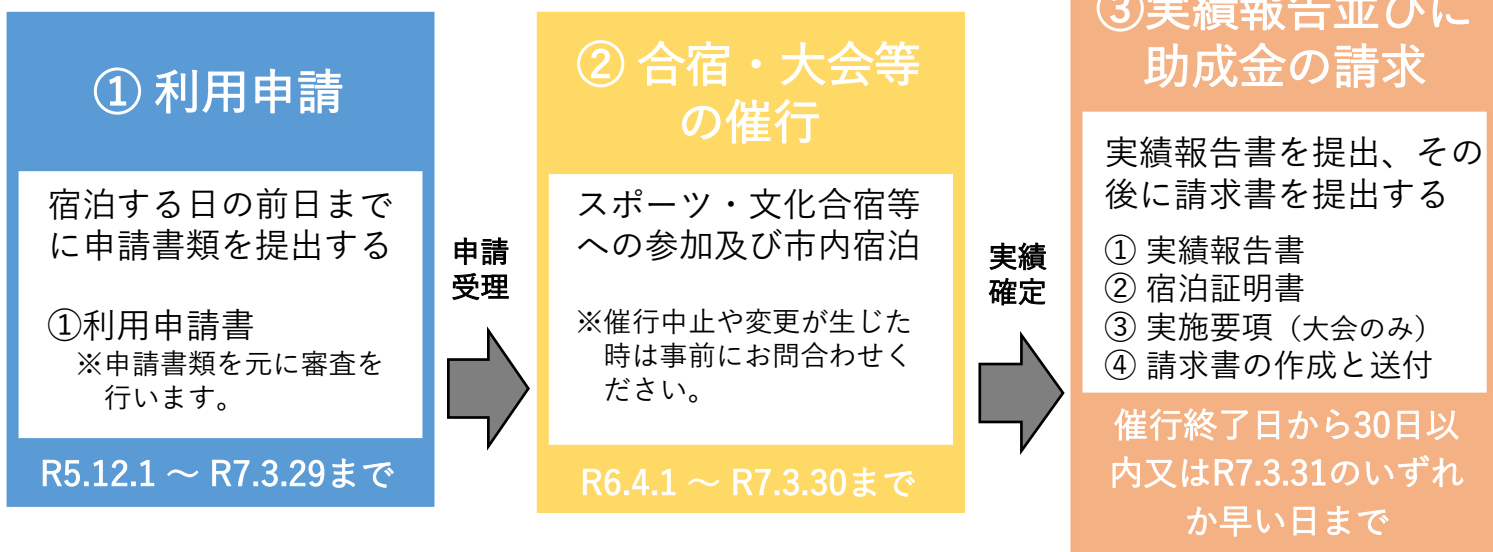 ① 利用申請
宿泊する日の前日まで
に申請書類を提出する
①利用申請書
※申請書類を元に審査を
行います。
R5.12.1 ～ R7.3.29まで
申請
受理
② 合宿・大会等
の催行
スポーツ・文化合宿等
への参加及び市内宿泊
※催行中止や変更が生じた
時は事前にお問合わせく
ださい。
R6.4.1 ～ R7.3.30まで
実績
確定
③実績報告並びに
助成金の請求
実績報告書を提出、その
後に請求書を提出する
① 実績報告書
② 宿泊証明書
③ 実施要項（大会のみ）
④ 請求書の作成と送付
催行終了日から30日以
内又はR7.3.31のいずれ
か早い日まで